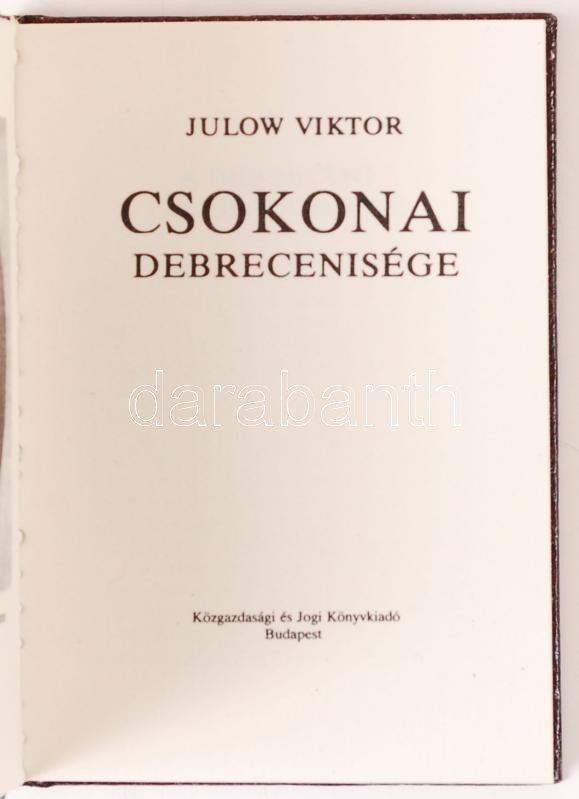 JULOW VIKTOR
CSOKONAI
DEBRECENISÉGE
darabanth
Közgazdasági és Jogi Könyvkiadó
Budapest